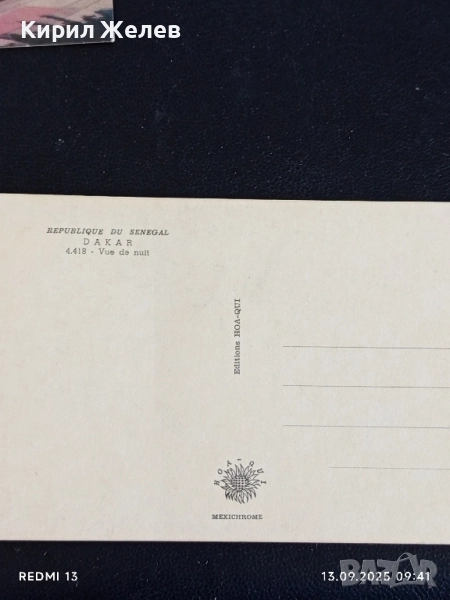 Кирил Желев
REPUBLIQUE DU SENEGAL
DAKAR
4.418 - Vue de nuit
Editions HOA-QUI
HOA-QUI
MEXICHROME
BAZAR
REDMI 13
13.09.2025 09:41